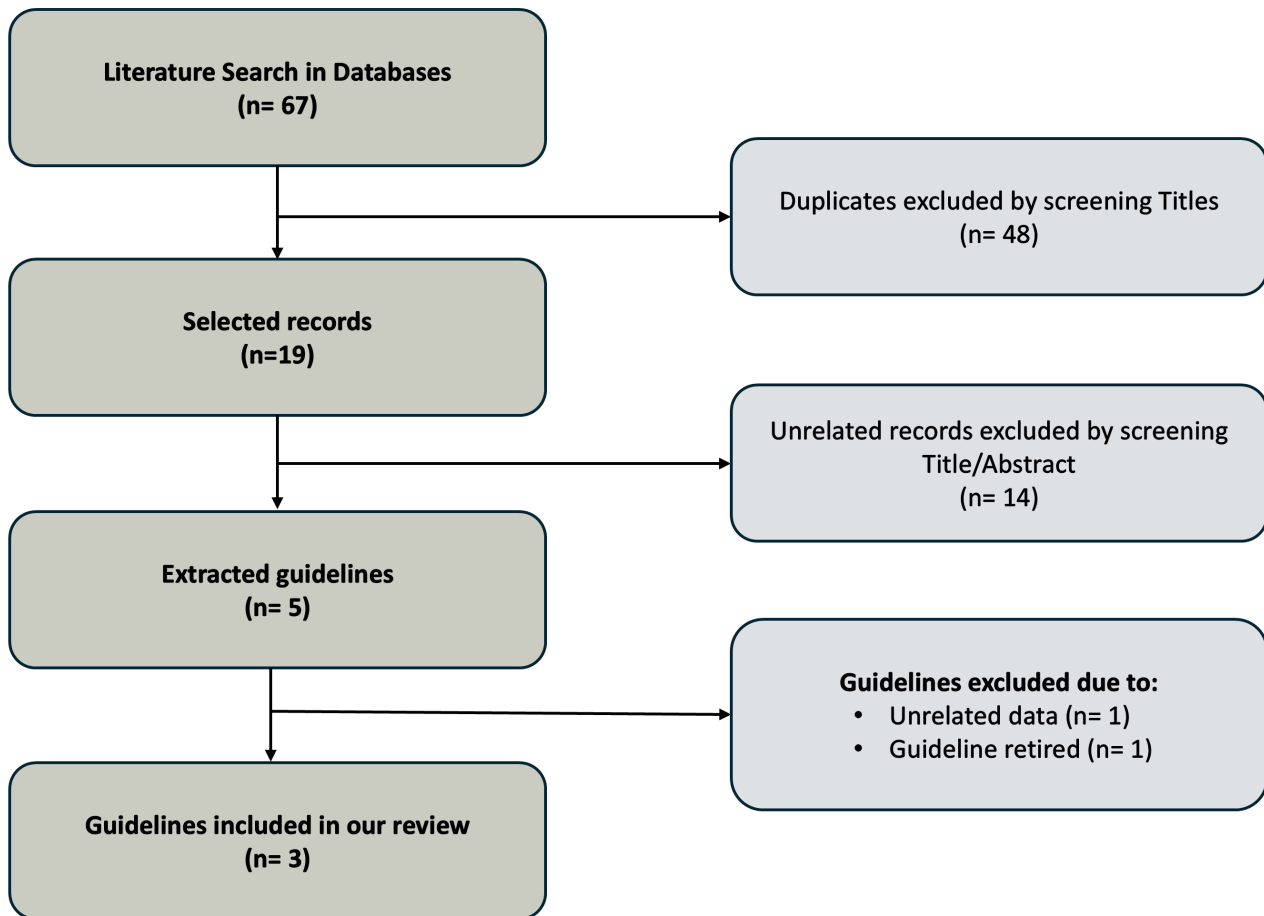 Literature Search in Databases
(n= 67)
Duplicates excluded by screening Titles
(n= 48)
Selected records
(n=19)
Unrelated records excluded by screening
Title/Abstract
(n= 14)
Extracted guidelines
(n= 5)
Guidelines excluded due to:
• Unrelated data (n= 1)
• Guideline retired (n= 1)
Guidelines included in our review
(n= 3)